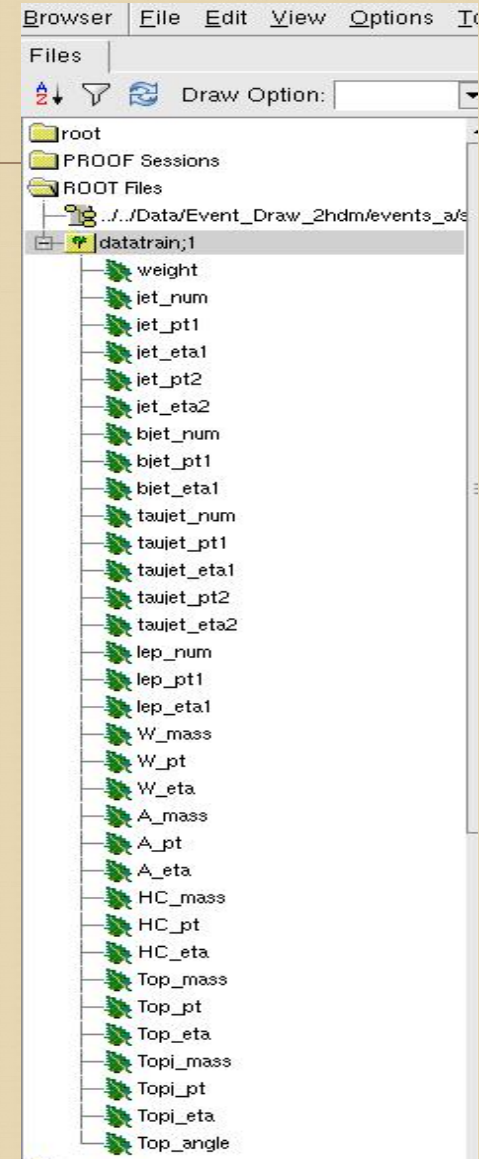 Browser File Edit View Options To
Files
Draw Option:
root
PROOF Sessions
ROOT Files
../../Data/Event_Draw_2hdm/events_a/s
datatrain;1
weight
jet_num
jet_pt1
jet_eta1
jet_pt2
jet_eta2
bjet_num
bjet_pt1
bjet_eta1
taujet_num
taujet_pt1
taujet_eta1
taujet_pt2
taujet_eta2
lep_num
lep_pt1
lep_eta1
W_mass
W_pt
W_eta
A_mass
A_pt
A_eta
HC_mass
HC_pt
HC_eta
Top_mass
Top_pt
Top_eta
Topj_mass
Topj_pt
Topj_eta
Top_angle